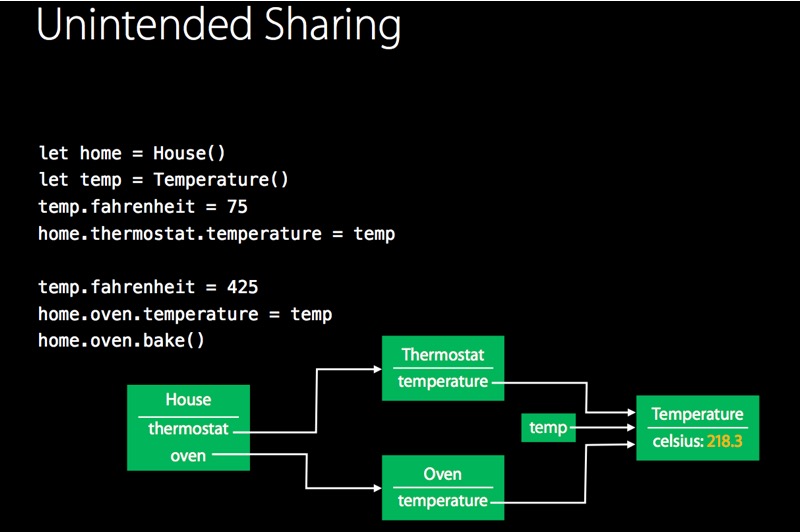 Unintended Sharing
let home = House()
let temp = Temperature()
temp.fahrenheit = 75
home.thermostat.temperature = temp
temp.fahrenheit = 425
home.oven.temperature = temp
home.oven.bake()
House
thermostat
oven
Thermostat
temperature
Oven
temperature
temp
Temperature
celsius: 218.3